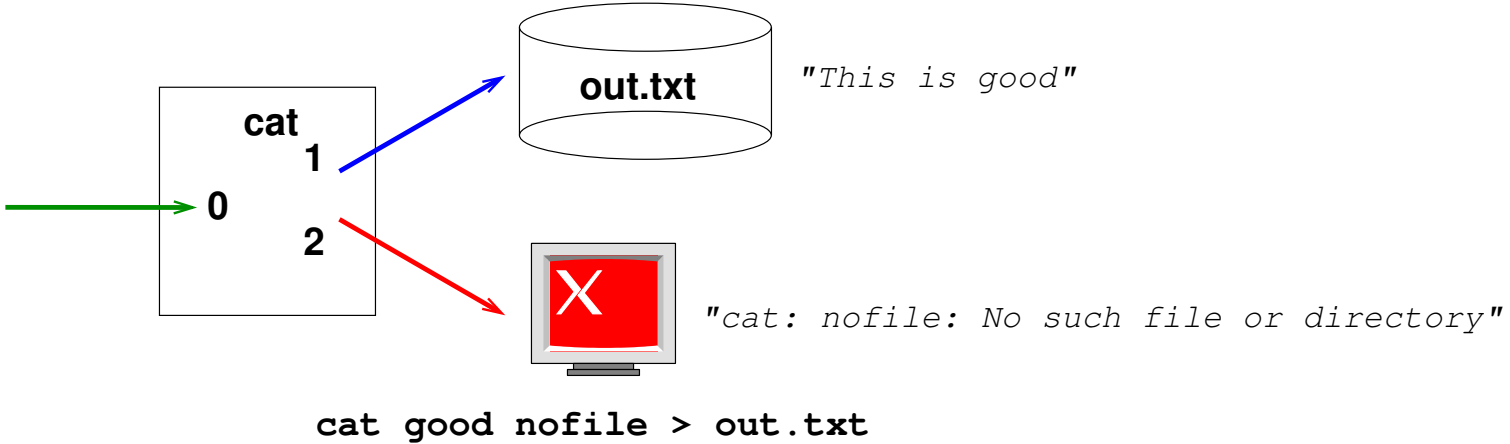 out.txt
"This is good"
cat
1
0
2
X
"cat: nofile: No such file or directory"
cat good nofile > out.txt